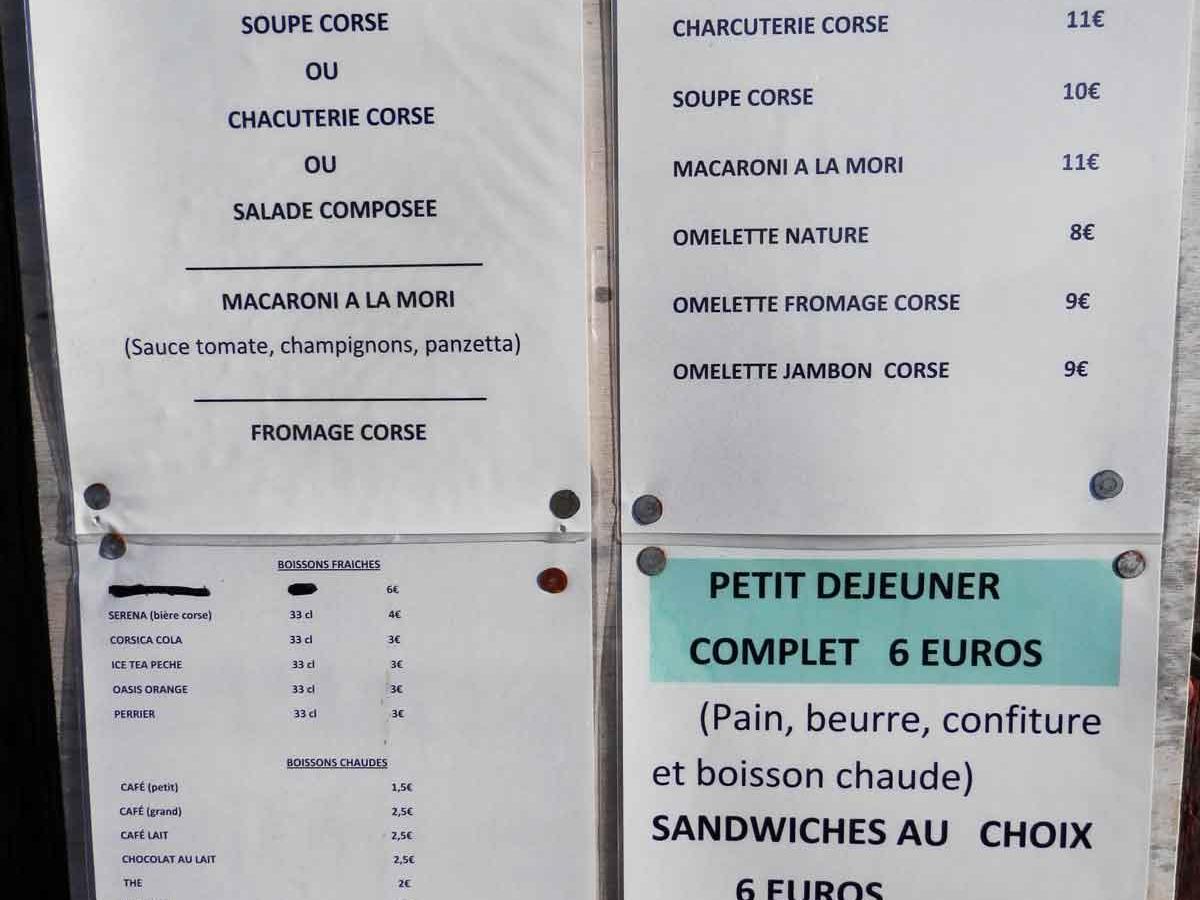 SOUPE CORSE
OU
CHACUTERIE CORSE
OU
SALADE COMPOSEE
MACARONI A LA MORI
(Sauce tomate, champignons, panzetta)
FROMAGE CORSE
CHARCUTERIE CORSE 11€
SOUPE CORSE 10€
MACARONI A LA MORI 11€
OMELETTE NATURE 8€
OMELETTE FROMAGE CORSE 9€
OMELETTE JAMBON CORSE 9€
BOISSONS FRAICHES
6€
SERENA (bière corse) 33 cl 4€
CORSICA COLA 33 cl 3€
ICE TEA PECHE 33 cl 3€
OASIS ORANGE 33 cl 3€
PERRIER 33 cl 3€
BOISSONS CHAUDES
CAFÉ (petit) 1,5€
CAFÉ (grand) 2,5€
CAFÉ LAIT 2,5€
CHOCOLAT AU LAIT 2,5€
THE 2€
PETIT DEJEUNER
COMPLET 6 EUROS
(Pain, beurre, confiture
et boisson chaude)
SANDWICHES AU CHOIX
6 EUROS